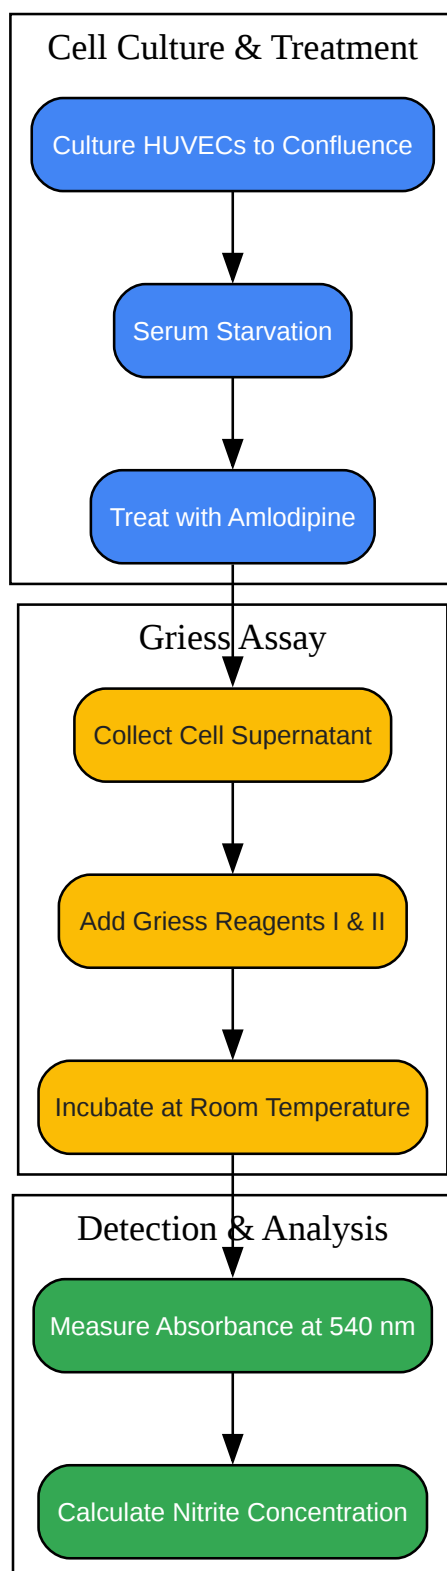 Cell Culture & Treatment
Culture HUVECs to Confluence
Serum Starvation
Treat with Amlodipine
Griess Assay
Collect Cell Supernatant
Add Griess Reagents I & II
Incubate at Room Temperature
Detection & Analysis
Measure Absorbance at 540 nm
Calculate Nitrite Concentration